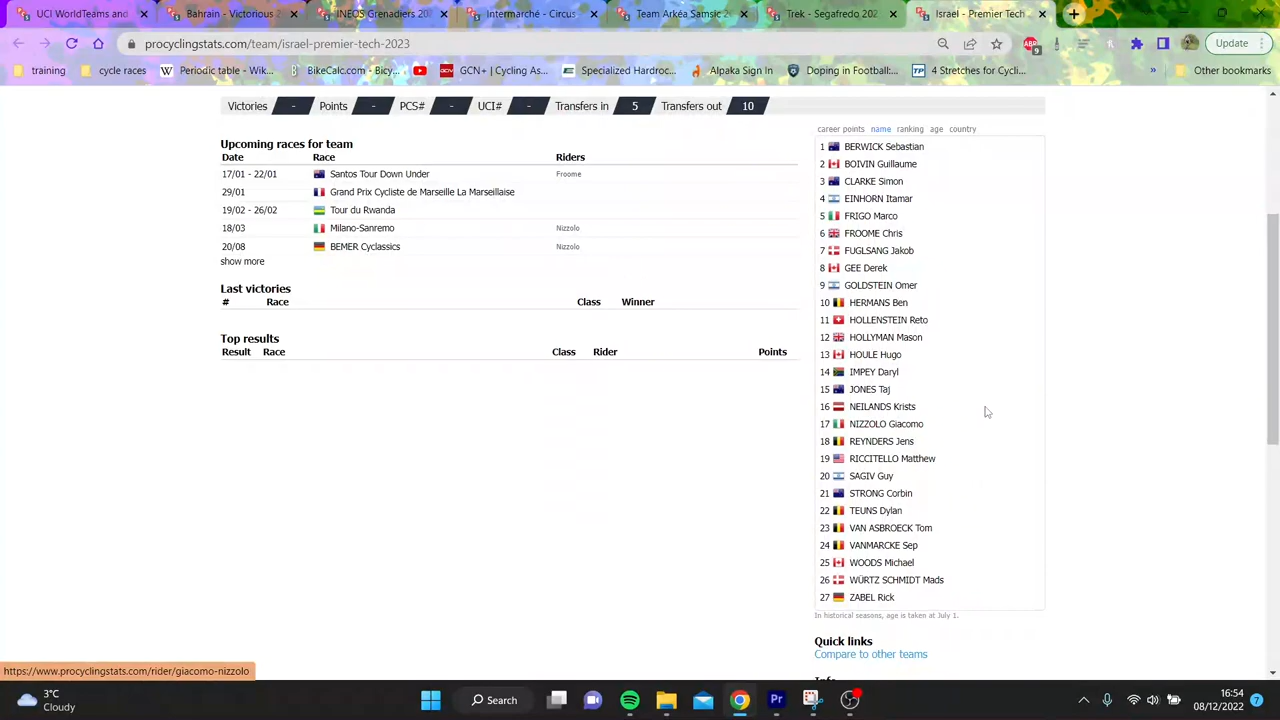 UCI WorldTeams 2023 | UCI Wo
Bahrain - Victorious 2023 | UC
INEOS Grenadiers 2023
Intermarché - Circus
Team Arkéa Samsic 20
Trek - Segafredo 202
Israel - Premier Tech
procyclingstats.com/team/israel-premier-tech-2023
ABP
9
Update
training
cycle races
Periodic table - Wik...
BikeCalc.com - Bicy...
GCN+ | Cycling As...
Specialized Hardroc...
Alpaka Sign In
Doping in Football:...
4 Stretches for Cycli...
»
Other bookmarks
Victories - Points - PCS# - UCI# - Transfers in 5 Transfers out 10
Upcoming races for team
Date Race Riders
17/01 - 22/01 Santos Tour Down Under Froome
29/01 Grand Prix Cycliste de Marseille La Marseillaise
19/02 - 26/02 Tour du Rwanda
18/03 Milano-Sanremo Nizzolo
20/08 BEMER Cyclassics Nizzolo
show more
Last victories
# Race Class Winner
Top results
Result Race Class Rider Points
career points name ranking age country
1 BERWICK Sebastian
2 BOIVIN Guillaume
3 CLARKE Simon
4 EINHORN Itamar
5 FRIGO Marco
6 FROOME Chris
7 FUGLSANG Jakob
8 GEE Derek
9 GOLDSTEIN Omer
10 HERMANS Ben
11 HOLLENSTEIN Reto
12 HOLLYMAN Mason
13 HOULE Hugo
14 IMPEY Daryl
15 JONES Taj
16 NEILANDS Krists
17 NIZZOLO Giacomo
18 REYNDERS Jens
19 RICCITELLO Matthew
20 SAGIV Guy
21 STRONG Corbin
22 TEUNS Dylan
23 VAN ASBROECK Tom
24 VANMARCKE Sep
25 WOODS Michael
26 WÜRTZ SCHMIDT Mads
27 ZABEL Rick
In historical seasons, age is taken at July 1.
Quick links
Compare to other teams
https://www.procyclingstats.com/rider/giacomo-nizzolo
3°C
Cloudy
Search
Pr
16:54
08/12/2022
7